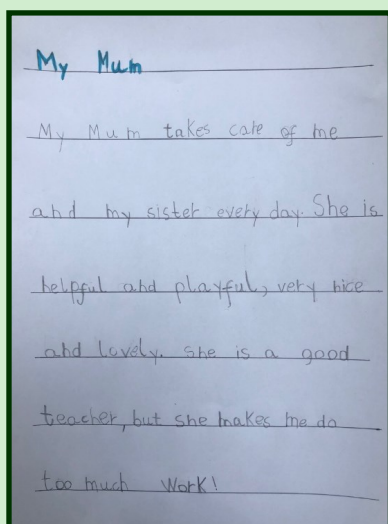 My Mum
My Mum takes care of me
and my sister every day. She is
helpful and playful, very nice
and lovely. She is a good
teacher, but she makes me do
too much work!